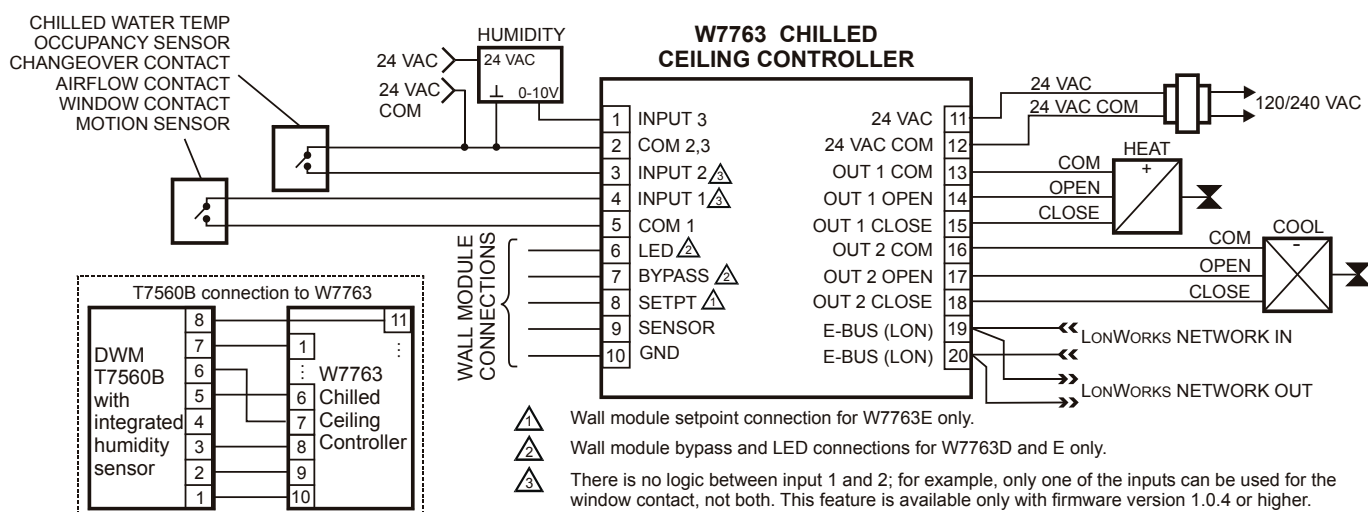 W7763 CHILLED
CEILING CONTROLLER
CHILLED WATER TEMP
OCCUPANCY SENSOR
CHANGEOVER CONTACT
AIRFLOW CONTACT
WINDOW CONTACT
MOTION SENSOR
24 VAC
24 VAC
COM
HUMIDITY
24 VAC
⊥ 0-10V
1 INPUT 3
2 COM 2,3
3 INPUT 2 3
4 INPUT 1 3
5 COM 1
6 LED 2
7 BYPASS 2
8 SETPT 1
9 SENSOR
10 GND
WALL MODULE
CONNECTIONS
24 VAC 11
24 VAC COM 12
OUT 1 COM 13
OUT 1 OPEN 14
OUT 1 CLOSE 15
OUT 2 COM 16
OUT 2 OPEN 17
OUT 2 CLOSE 18
E-BUS (LON) 19
E-BUS (LON) 20
24 VAC
24 VAC COM
120/240 VAC
HEAT
COM
OPEN
CLOSE
+
COOL
COM
OPEN
CLOSE
-
LONWORKS NETWORK IN
LONWORKS NETWORK OUT
T7560B connection to W7763
DWM
T7560B
with
integrated
humidity
sensor
8
7
6
5
4
3
2
1
11
1
6
7
8
9
10
W7763
Chilled
Ceiling
Controller
1 Wall module setpoint connection for W7763E only.
2 Wall module bypass and LED connections for W7763D and E only.
3 There is no logic between input 1 and 2; for example, only one of the inputs can be used for the
window contact, not both. This feature is available only with firmware version 1.0.4 or higher.